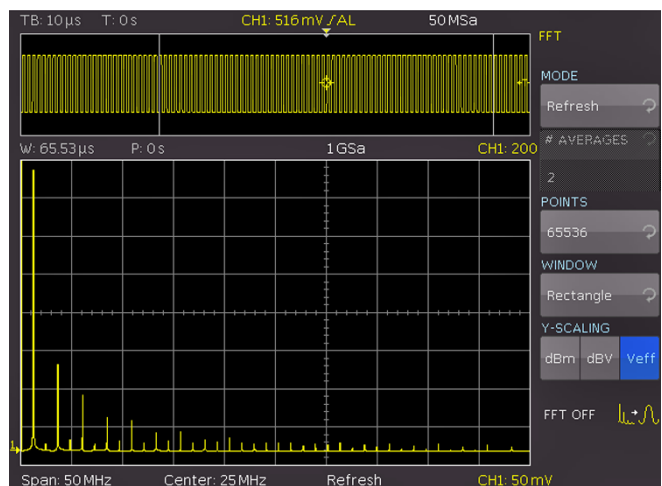 TB: 10 µs T: 0 s CH1: 516 mV / AL 50 MSa
FFT
MODE
Refresh
# AVERAGES
2
POINTS
65536
WINDOW
Rectangle
Y-SCALING
dBm dBV Veff
FFT OFF
W: 65.53 µs P: 0 s 1 GSa CH1: 200
1
Span: 50 MHz Center: 25 MHz Refresh CH1: 50 mV